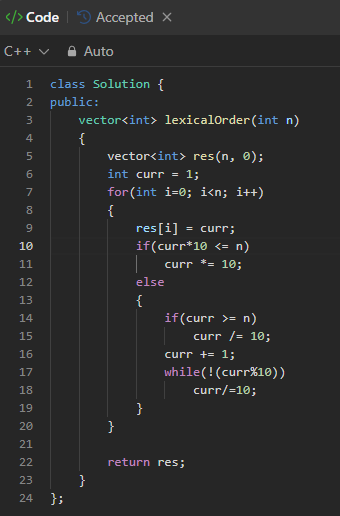 </> Code | Accepted ×
C++ Auto
1 class Solution {
2 public:
3     vector<int> lexicalOrder(int n)
4     {
5         vector<int> res(n, 0);
6         int curr = 1;
7         for(int i=0; i<n; i++)
8         {
9             res[i] = curr;
10             if(curr*10 <= n)
11                 curr *= 10;
12             else
13             {
14                 if(curr >= n)
15                     curr /= 10;
16                 curr += 1;
17                 while(!(curr%10))
18                     curr/=10;
19             }
20         }
21
22         return res;
23     }
24 };